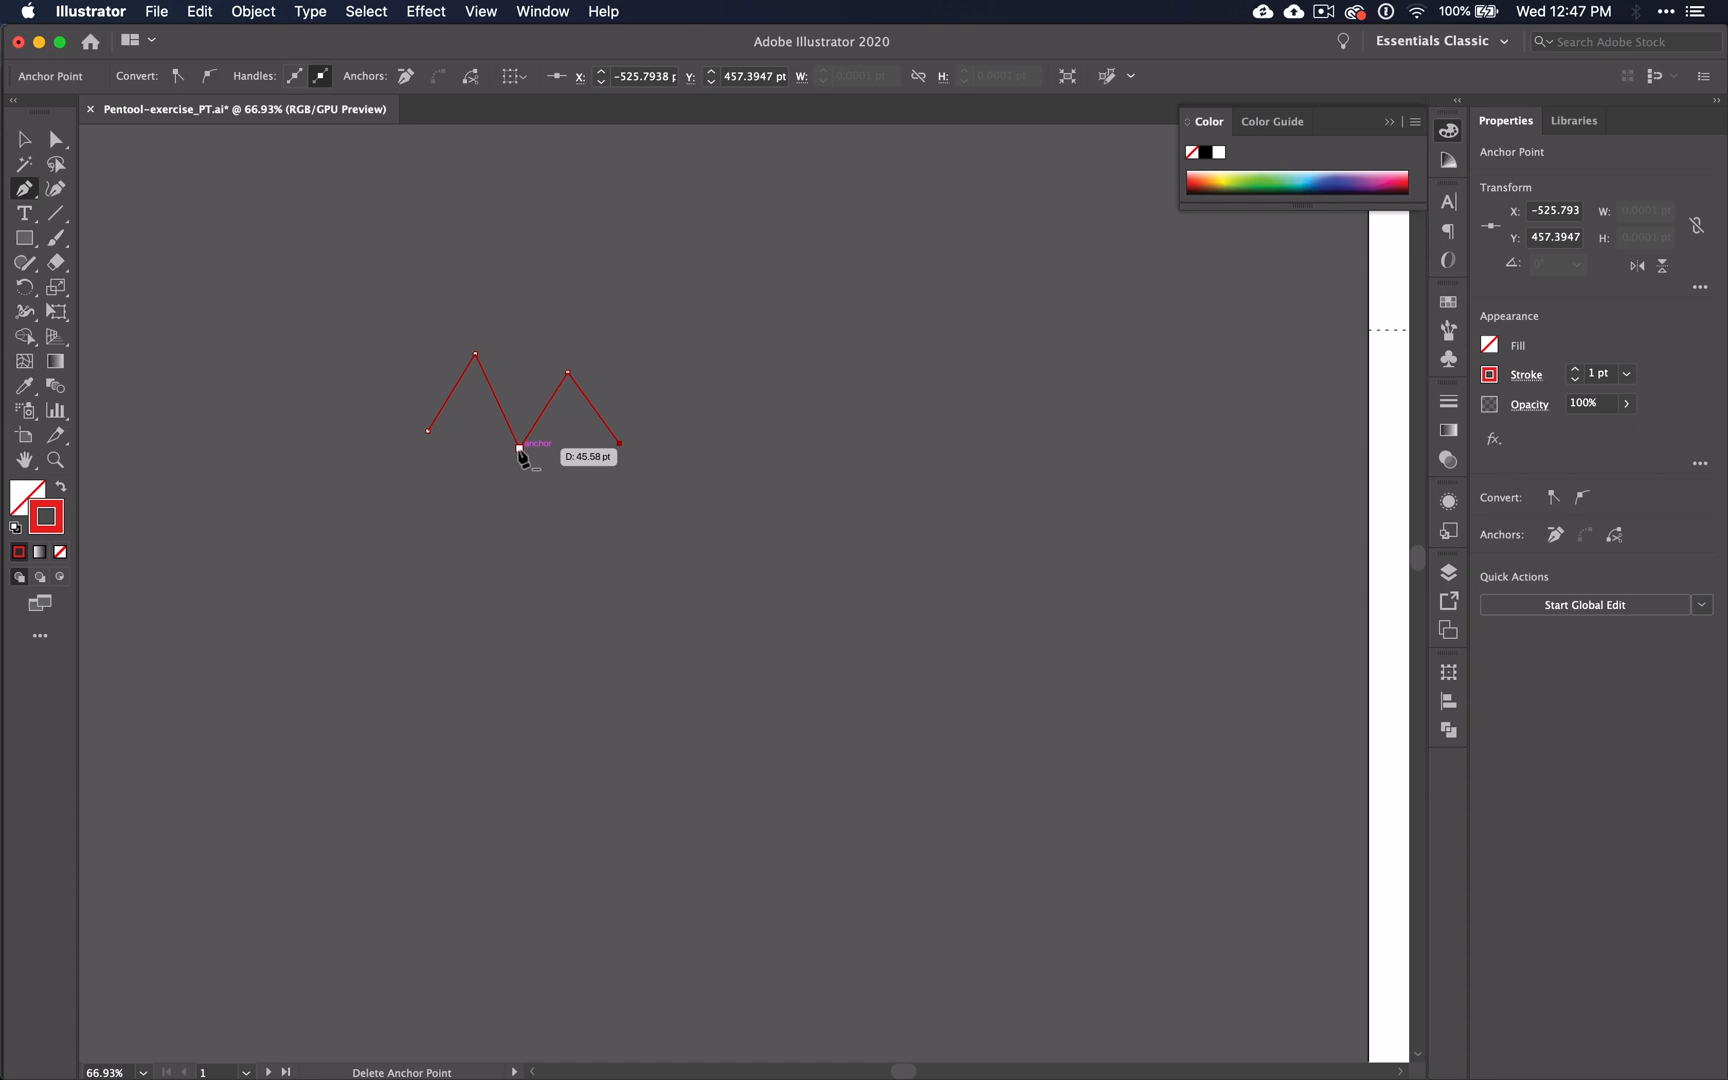 Illustrator File Edit Object Type Select Effect View Window Help 100% Wed 12:47 PM
Adobe Illustrator 2020 Essentials Classic Search Adobe Stock
Anchor Point Convert: Handles: Anchors: X: -525.7938 p Y: 457.3947 pt W: 0.0001 pt H: 0.0001 pt
Pentool-exercise_PT.ai* @ 66.93% (RGB/GPU Preview)
Color Color Guide
Properties Libraries
Anchor Point
Transform
X: -525.793 W: 0.0001 pt
Y: 457.3947 H: 0.0001 pt
0°
Appearance
Fill
Stroke 1 pt
Opacity 100%
fx.
anchor
D: 45.58 pt
Convert:
Anchors:
Quick Actions
Start Global Edit
66.93% 1 Delete Anchor Point